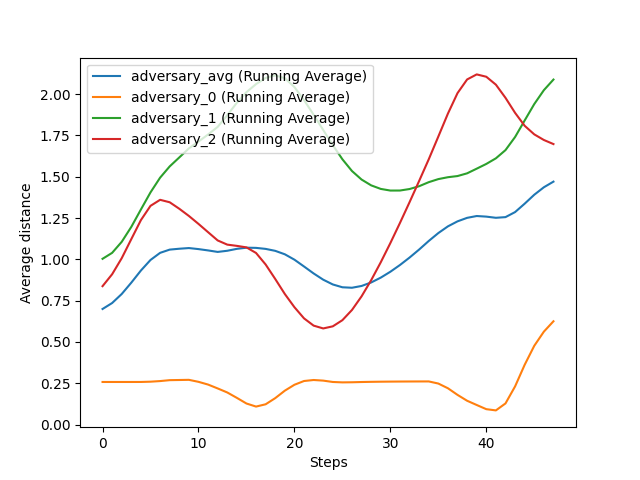 adversary_avg (Running Average)
adversary_0 (Running Average)
adversary_1 (Running Average)
adversary_2 (Running Average)
2.00
1.75
1.50
1.25
1.00
0.75
0.50
0.25
0.00
Average distance
0 10 20 30 40
Steps